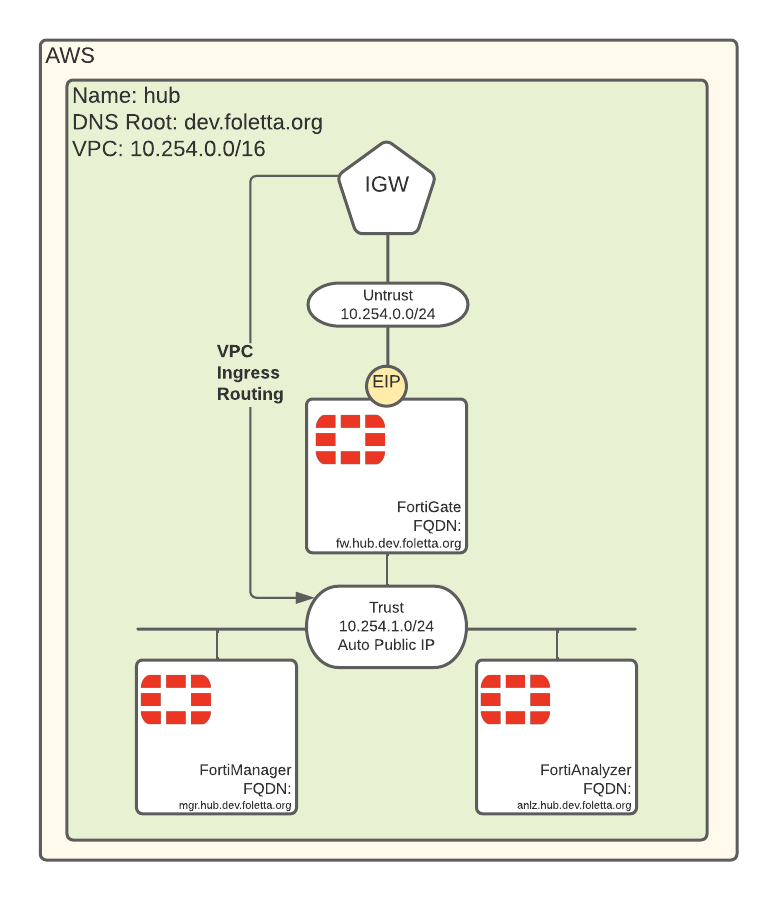 AWS
Name: hub
DNS Root: dev.foletta.org
VPC: 10.254.0.0/16
IGW
Untrust
10.254.0.0/24
VPC
Ingress
Routing
EIP
FortiGate
FQDN:
fw.hub.dev.foletta.org
Trust
10.254.1.0/24
Auto Public IP
FortiManager
FQDN:
mgr.hub.dev.foletta.org
FortiAnalyzer
FQDN:
anlz.hub.dev.foletta.org